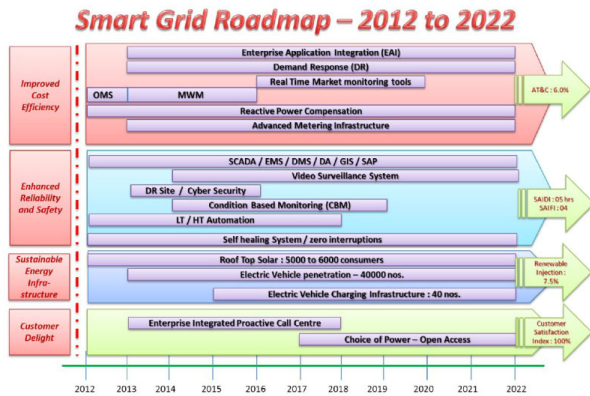 Smart Grid Roadmap – 2012 to 2022
Improved
Cost
Efficiency
Enterprise Application Integration (EAI)
Demand Response (DR)
Real Time Market monitoring tools
OMS
MWM
Reactive Power Compensation
Advanced Metering Infrastructure
AT&C: 6.0%
Enhanced
Reliability
and Safety
SCADA / EMS / DMS / DA / GIS / SAP
Video Surveillance System
DR Site / Cyber Security
Condition Based Monitoring (CBM)
LT / HT Automation
Self healing System / zero interruptions
SAIDI : 05 hrs
SAIFI : 04
Sustainable
Energy
Infra-
structure
Roof Top Solar : 5000 to 6000 consumers
Electric Vehicle penetration – 40000 nos.
Electric Vehicle Charging Infrastructure : 40 nos.
Renewable
Injection :
7.5%
Customer
Delight
Enterprise Integrated Proactive Call Centre
Choice of Power – Open Access
Customer
Satisfaction
Index : 100%
2012 2013 2014 2015 2016 2017 2018 2019 2020 2021 2022